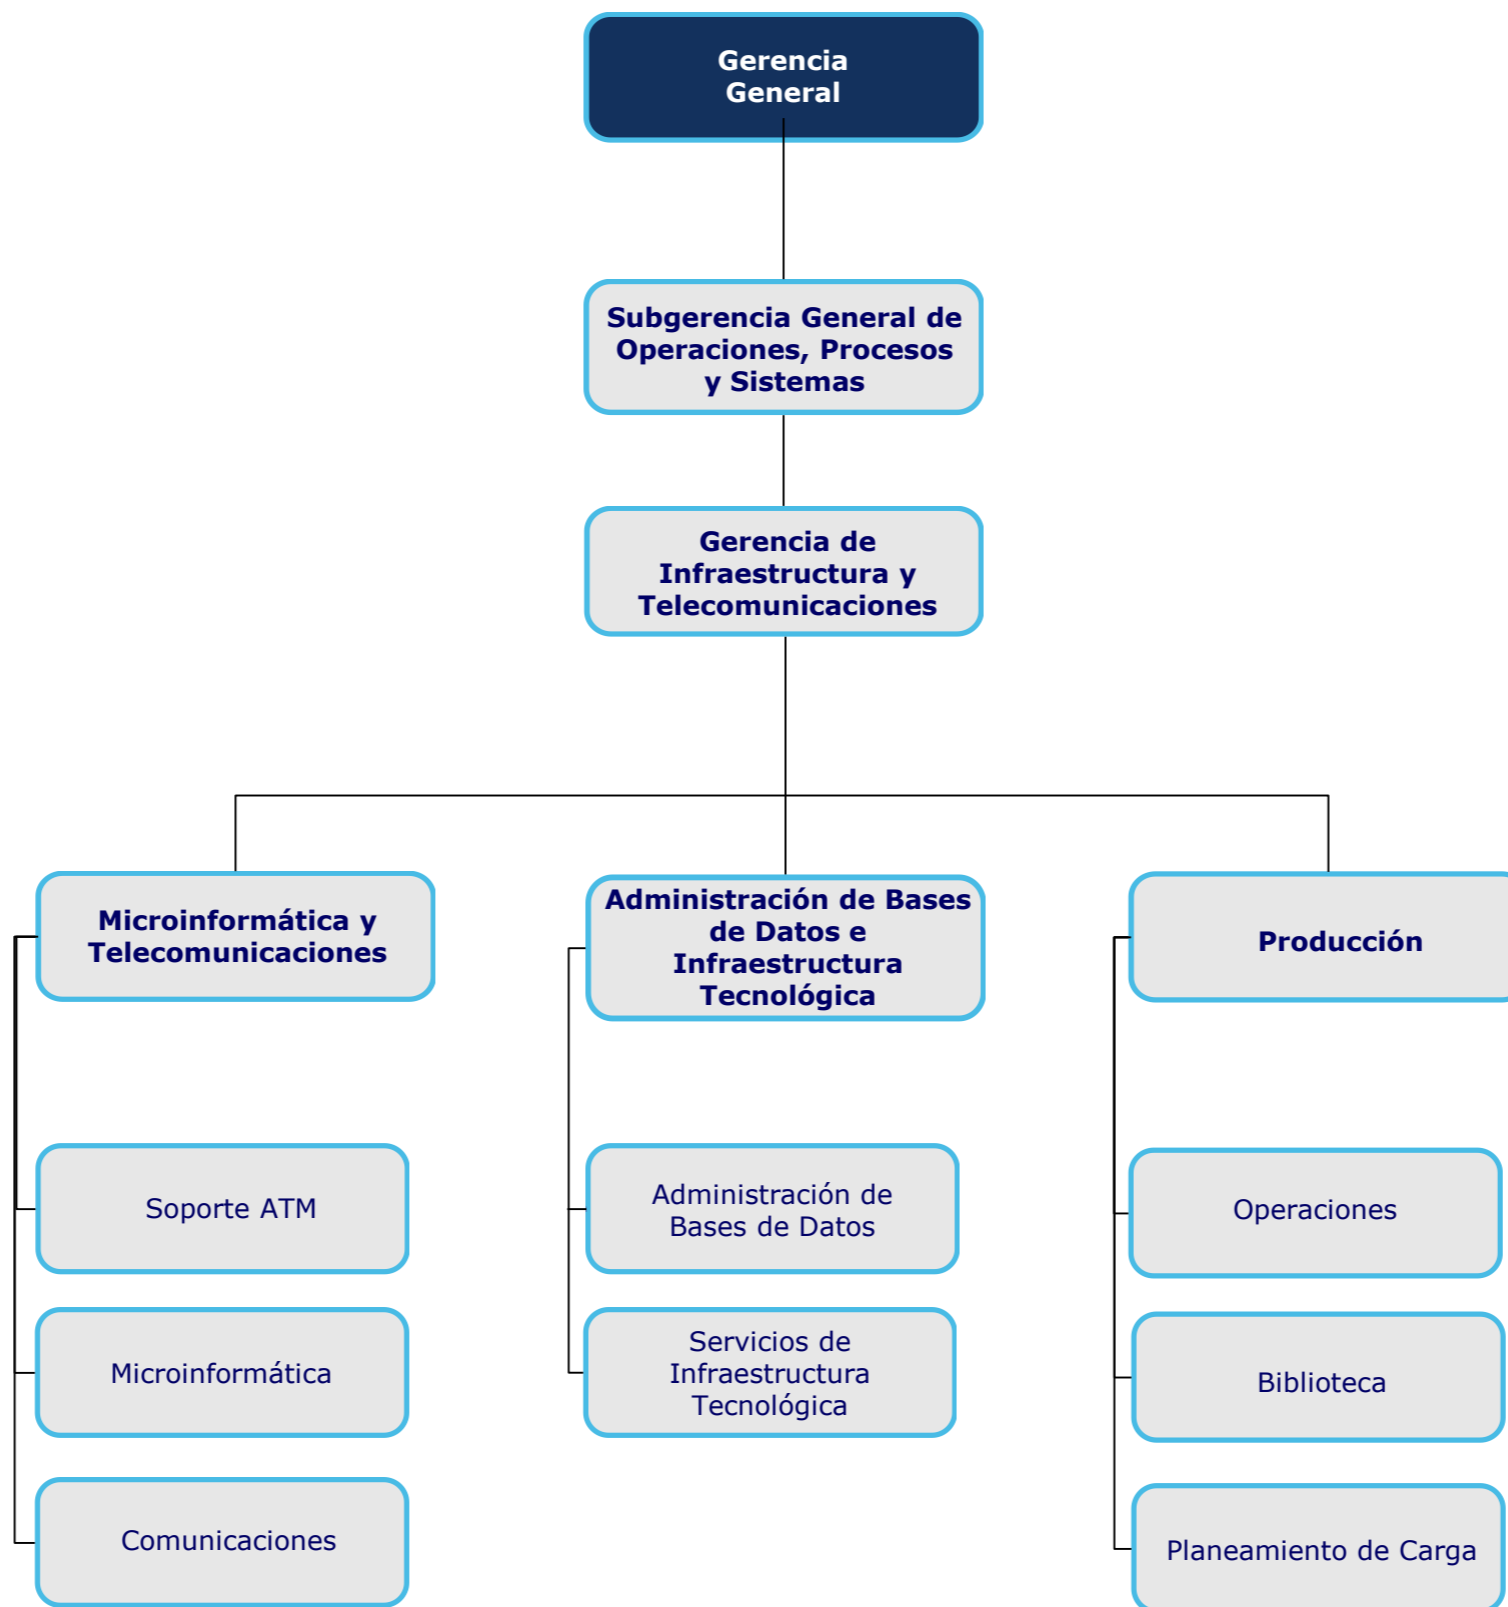 Gerencia
General
Subgerencia General de
Operaciones, Procesos
y Sistemas
Gerencia de
Infraestructura y
Telecomunicaciones
Microinformática y
Telecomunicaciones
Administración de Bases
de Datos e
Infraestructura
Tecnológica
Producción
Soporte ATM
Administración de
Bases de Datos
Operaciones
Microinformática
Servicios de
Infraestructura
Tecnológica
Biblioteca
Comunicaciones
Planeamiento de Carga